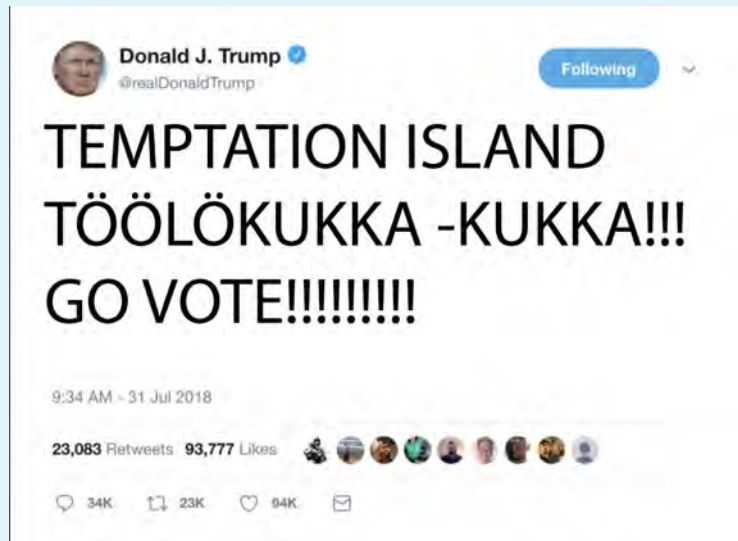 Donald J. Trump
@realDonaldTrump
Following
TEMPTATION ISLAND
TÖÖLÖKUKKA -KUKKA!!!
GO VOTE!!!!!!!!!
9:34 AM - 31 Jul 2018
23,083 Retweets 93,777 Likes
34K 23K 94K